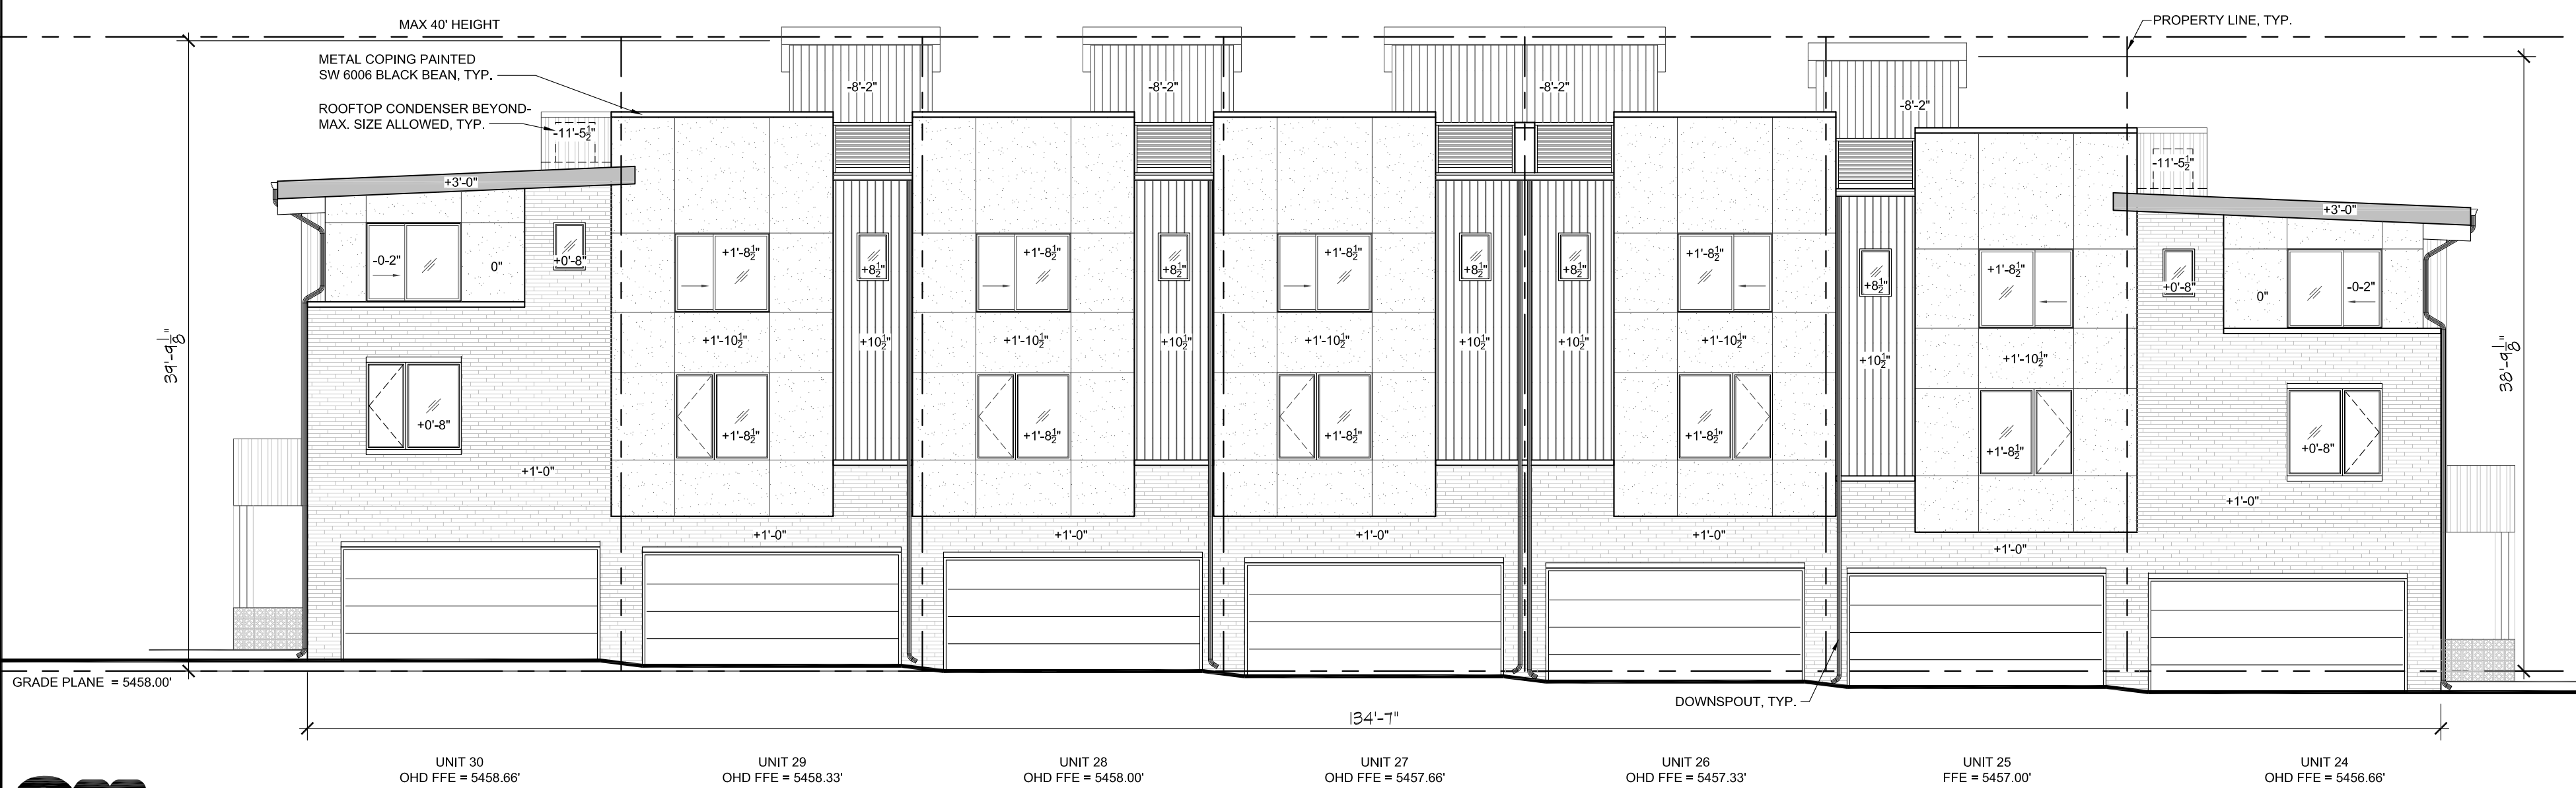 MAX 40' HEIGHT
PROPERTY LINE, TYP.
METAL COPING PAINTED
SW 6006 BLACK BEAN, TYP.
ROOFTOP CONDENSER BEYOND-
MAX. SIZE ALLOWED, TYP.
-8'-2"
-8'-2"
-8'-2"
-8'-2"
-11'-5½"
-11'-5½"
+3'-0"
+3'-0"
-0-2"
0"
+0'-8"
+1'-8½"
+8½"
+1'-8½"
+8½"
+1'-8½"
+8½"
+8½"
+1'-8½"
+8½"
+1'-8½"
+0'-8"
0"
-0-2"
39'-9⅛"
+1'-10½"
+10½"
+1'-10½"
+10½"
+1'-10½"
+10½"
+10½"
+1'-10½"
+10½"
+1'-10½"
38'-9⅛"
+0'-8"
+1'-8½"
+1'-8½"
+1'-8½"
+1'-8½"
+1'-8½"
+0'-8"
+1'-0"
+1'-0"
+1'-0"
+1'-0"
+1'-0"
+1'-0"
+1'-0"
GRADE PLANE = 5458.00'
DOWNSPOUT, TYP.
134'-7"
UNIT 30
OHD FFE = 5458.66'
UNIT 29
OHD FFE = 5458.33'
UNIT 28
OHD FFE = 5458.00'
UNIT 27
OHD FFE = 5457.66'
UNIT 26
OHD FFE = 5457.33'
UNIT 25
FFE = 5457.00'
UNIT 24
OHD FFE = 5456.66'